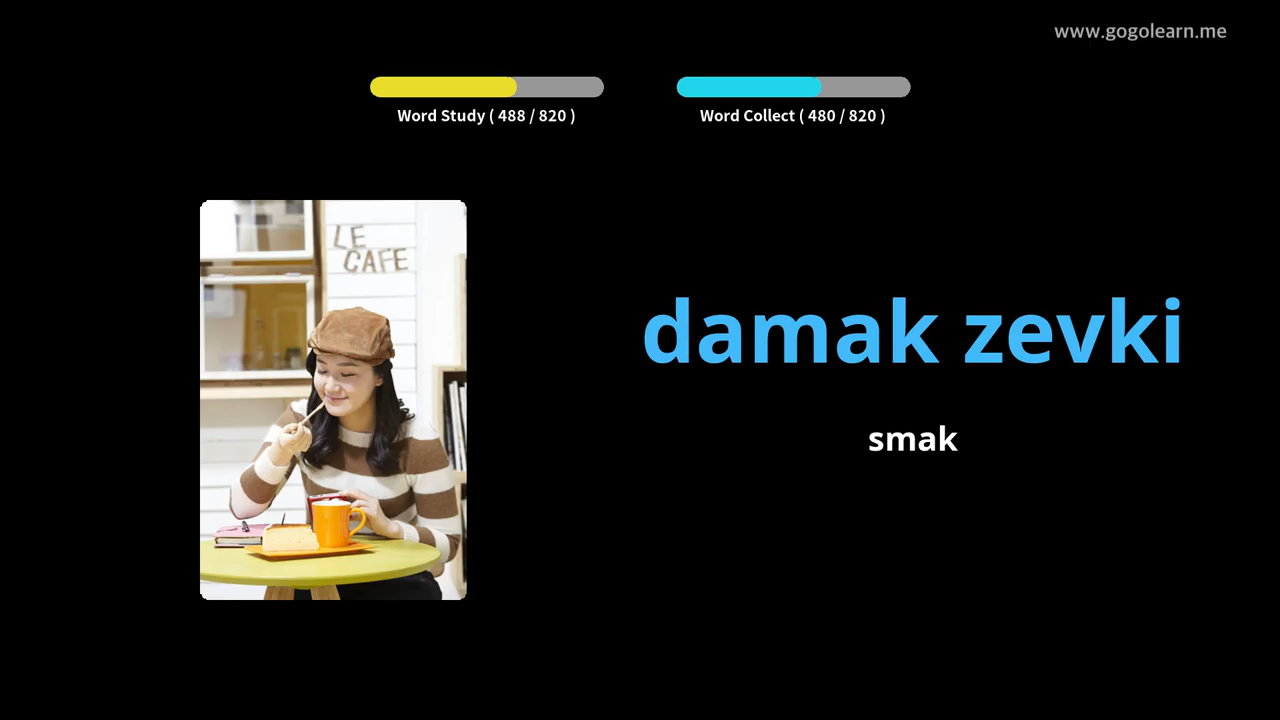 www.gogolearn.me
Word Study ( 488 / 820 )
Word Collect ( 480 / 820 )
LE
CAFE
damak zevki
smak